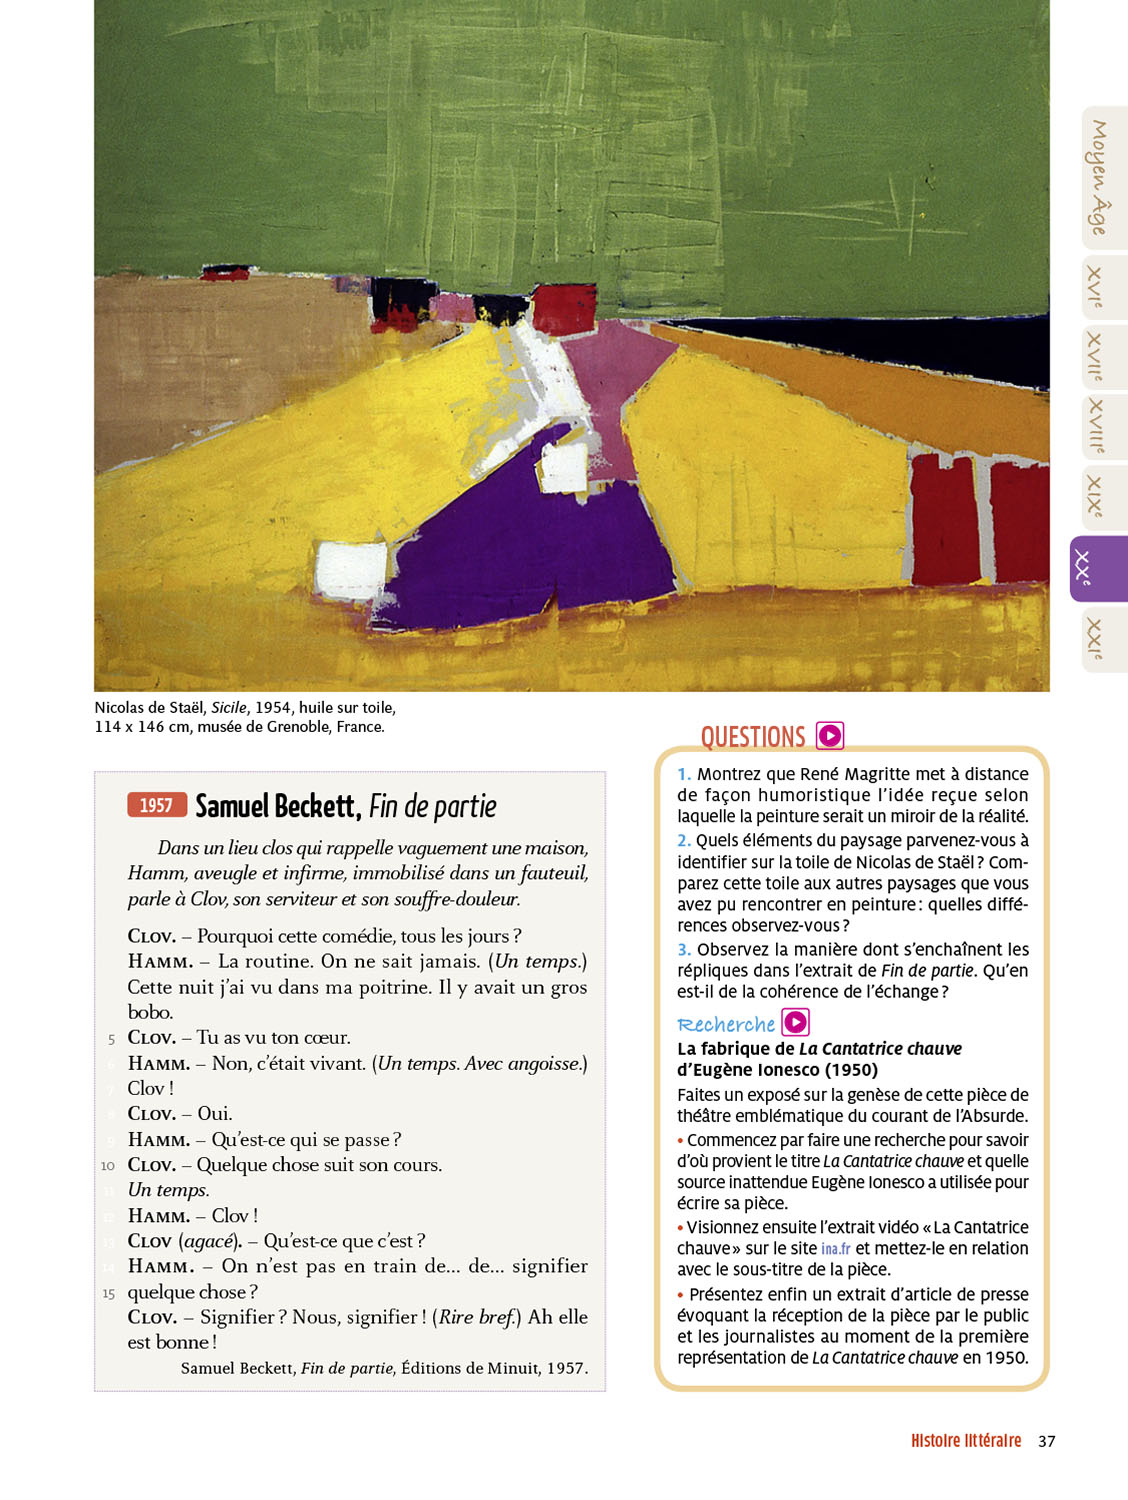 Moyen Âge
XVIe
XVIIe
XVIIIe
XIXe
XXe
XXIe
Nicolas de Staël, Sicile, 1954, huile sur toile,
114 x 146 cm, musée de Grenoble, France.
1957 Samuel Beckett, Fin de partie
Dans un lieu clos qui rappelle vaguement une maison,
Hamm, aveugle et infirme, immobilisé dans un fauteuil,
parle à Clov, son serviteur et son souffre-douleur.
CLOV. – Pourquoi cette comédie, tous les jours ?
HAMM. – La routine. On ne sait jamais. (Un temps.)
Cette nuit j'ai vu dans ma poitrine. Il y avait un gros
bobo.
5 CLOV. – Tu as vu ton cœur.
6 HAMM. – Non, c'était vivant. (Un temps. Avec angoisse.)
7 Clov !
8 CLOV. – Oui.
9 HAMM. – Qu'est-ce qui se passe ?
10 CLOV. – Quelque chose suit son cours.
11 Un temps.
12 HAMM. – Clov !
13 CLOV (agacé). – Qu'est-ce que c'est ?
14 HAMM. – On n'est pas en train de... de... signifier
15 quelque chose ?
CLOV. – Signifier ? Nous, signifier ! (Rire bref.) Ah elle
est bonne !
Samuel Beckett, Fin de partie, Éditions de Minuit, 1957.
QUESTIONS
1. Montrez que René Magritte met à distance
de façon humoristique l'idée reçue selon
laquelle la peinture serait un miroir de la réalité.
2. Quels éléments du paysage parvenez-vous à
identifier sur la toile de Nicolas de Staël ? Com-
parez cette toile aux autres paysages que vous
avez pu rencontrer en peinture : quelles diffé-
rences observez-vous ?
3. Observez la manière dont s'enchaînent les
répliques dans l'extrait de Fin de partie. Qu'en
est-il de la cohérence de l'échange ?
Recherche
La fabrique de La Cantatrice chauve
d'Eugène Ionesco (1950)
Faites un exposé sur la genèse de cette pièce de
théâtre emblématique du courant de l'Absurde.
• Commencez par faire une recherche pour savoir
d'où provient le titre La Cantatrice chauve et quelle
source inattendue Eugène Ionesco a utilisée pour
écrire sa pièce.
• Visionnez ensuite l'extrait vidéo « La Cantatrice
chauve » sur le site ina.fr et mettez-le en relation
avec le sous-titre de la pièce.
• Présentez enfin un extrait d'article de presse
évoquant la réception de la pièce par le public
et les journalistes au moment de la première
représentation de La Cantatrice chauve en 1950.
Histoire littéraire 37